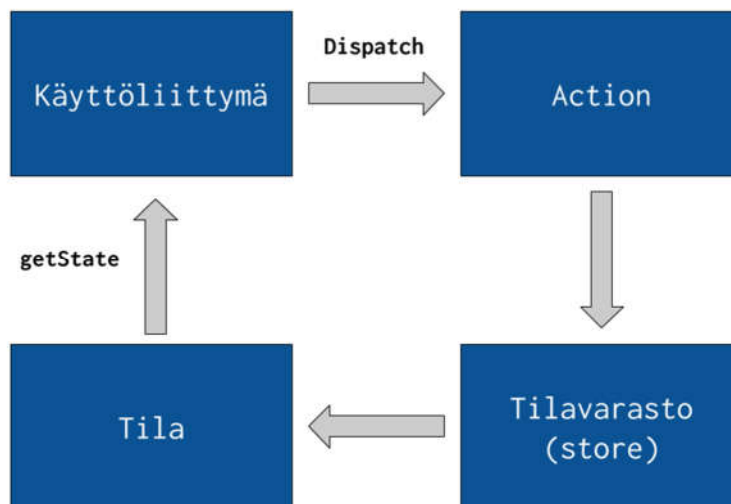 Dispatch
Käyttöliittymä
Action
getState
Tila
Tilavarasto
(store)